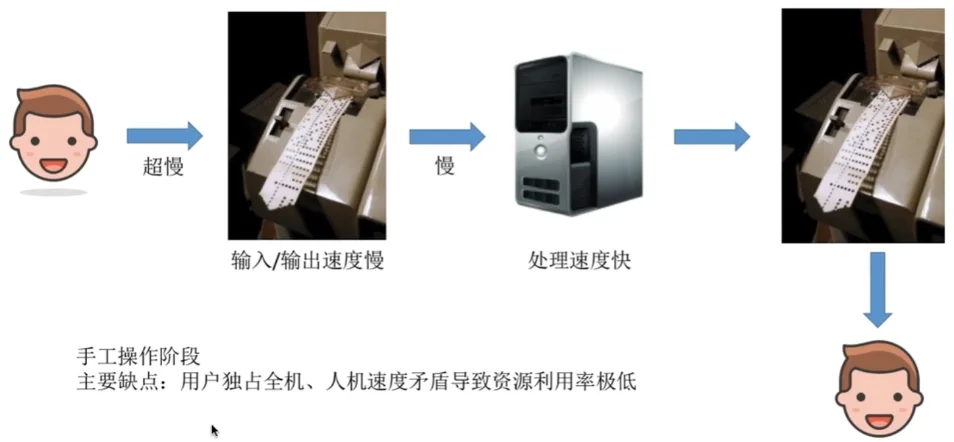 超慢
慢
输入/输出速度慢
处理速度快
手工操作阶段
主要缺点：用户独占全机、人机速度矛盾导致资源利用率极低